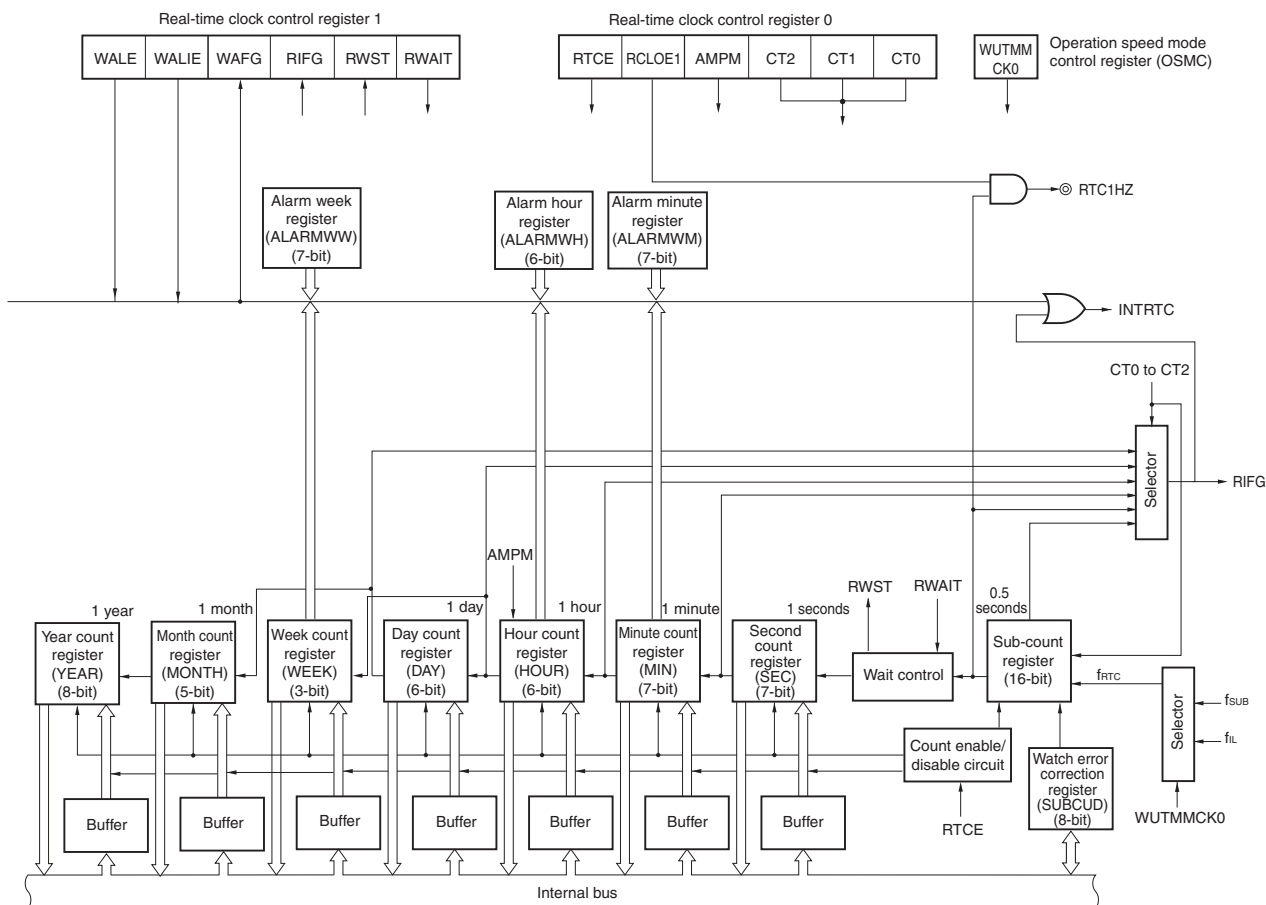 Real-time clock control register 1
Real-time clock control register 0
WALE WALIE WAFG RIFG RWST RWAIT
RTCE RCLOE1 AMPM CT2 CT1 CT0
WUTMM
CK0
Operation speed mode
control register (OSMC)
RTC1HZ
Alarm week
register
(ALARMWW)
(7-bit)
Alarm hour
register
(ALARMWH)
(6-bit)
Alarm minute
register
(ALARMWM)
(7-bit)
INTRTC
CT0 to CT2
Selector
RIFG
AMPM
RWST
RWAIT
0.5
seconds
1 year
1 month
1 day
1 hour
1 minute
1 seconds
Year count
register
(YEAR)
(8-bit)
Month count
register
(MONTH)
(5-bit)
Week count
register
(WEEK)
(3-bit)
Day count
register
(DAY)
(6-bit)
Hour count
register
(HOUR)
(6-bit)
Minute count
register
(MIN)
(7-bit)
Second
count
register
(SEC)
(7-bit)
Wait control
Sub-count
register
(16-bit)
fRTC
Selector
fSUB
fIL
WUTMMCK0
Count enable/
disable circuit
RTCE
Watch error
correction
register
(SUBCUD)
(8-bit)
Buffer
Buffer
Buffer
Buffer
Buffer
Buffer
Buffer
Internal bus